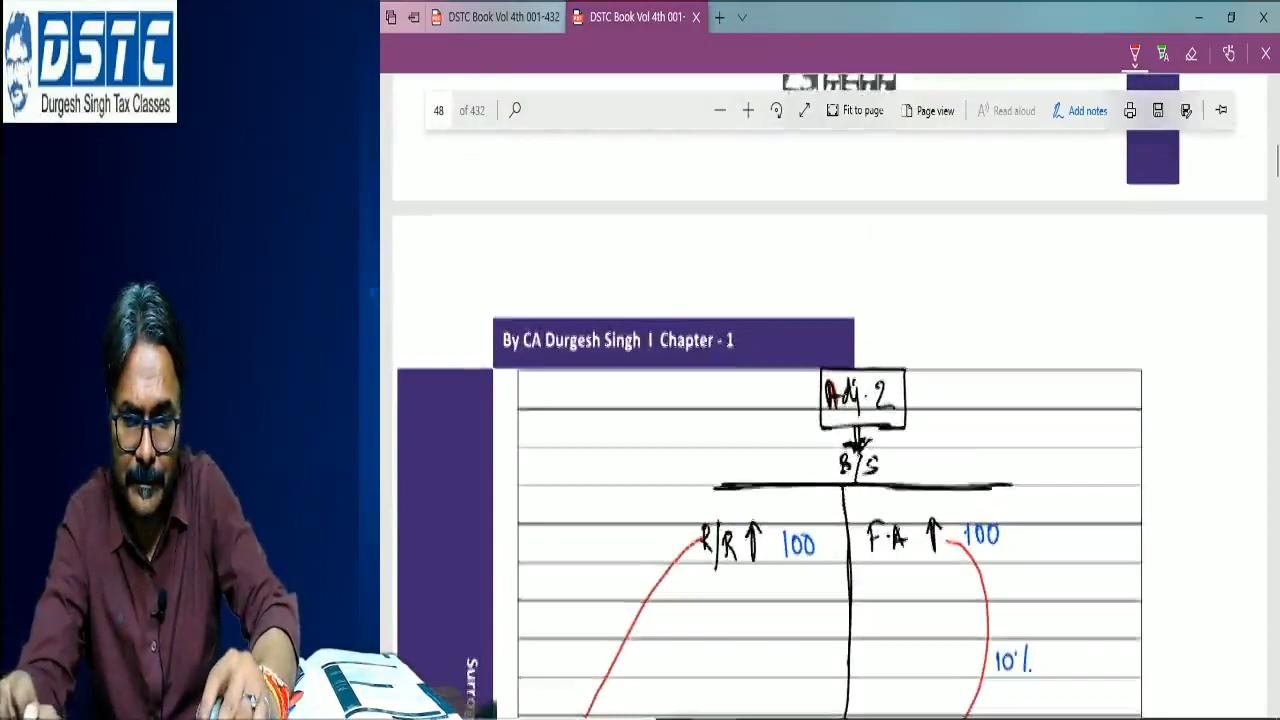 DSTC
Durgesh Singh Tax Classes
DSTC Book Vol 4th 001-432
DSTC Book Vol 4th 001-
48 of 432
Fit to page
Page view
Read aloud
Add notes
By CA Durgesh Singh I Chapter - 1
Adj. 2
B/S
R/R ↑ 100
F.A ↑ 100
10%